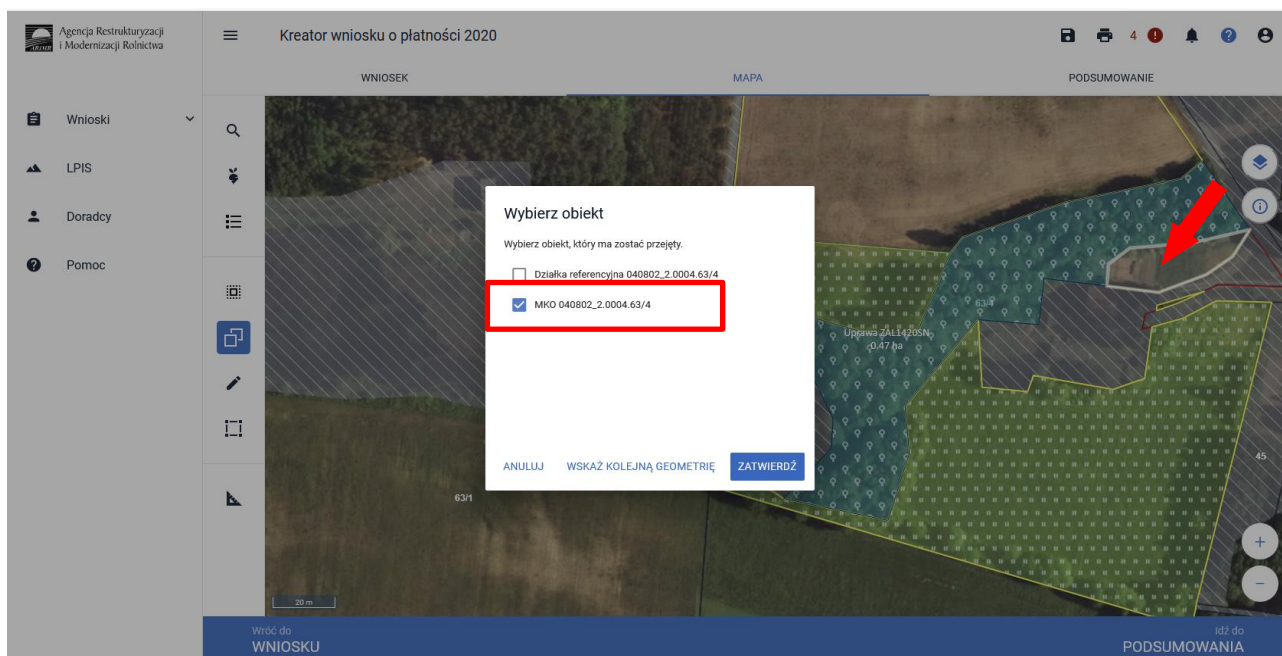 Agencja Restrukturyzacji
i Modernizacji Rolnictwa
ARiMR
Kreator wniosku o płatności 2020
4
WNIOSEK
MAPA
PODSUMOWANIE
Wnioski
LPIS
Doradcy
Pomoc
Wybierz obiekt
Wybierz obiekt, który ma zostać przejęty.
Działka referencyjna 040802_2.0004.63/4
MKO 040802_2.0004.63/4
ANULUJ
WSKAŻ KOLEJNĄ GEOMETRIĘ
ZATWIERDŹ
63/4
Uprawa ZAL1420SN
0.47 ha
45
63/1
20 m
Wróć do
WNIOSKU
Idź do
PODSUMOWANIA